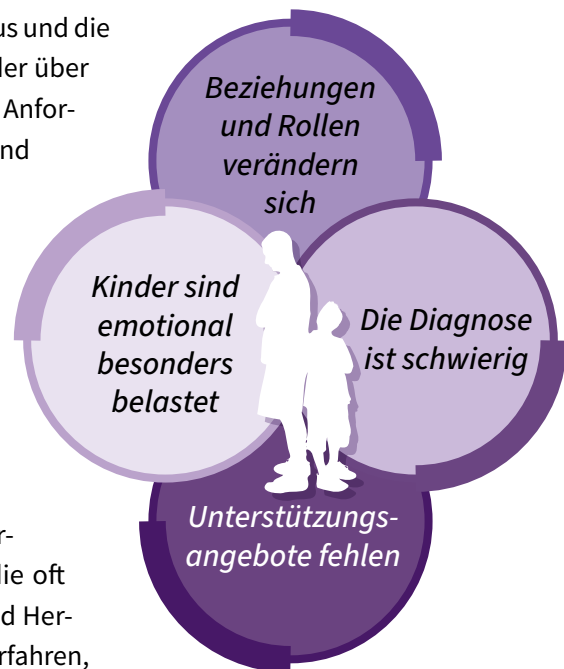 us und die
der über
Anfor-
nd
Beziehungen
und Rollen
verändern
sich
Kinder sind
emotional
besonders
belastet
Die Diagnose
ist schwierig
Unterstützungs-
angebote fehlen
r-
die oft
d Her-
rfahren,